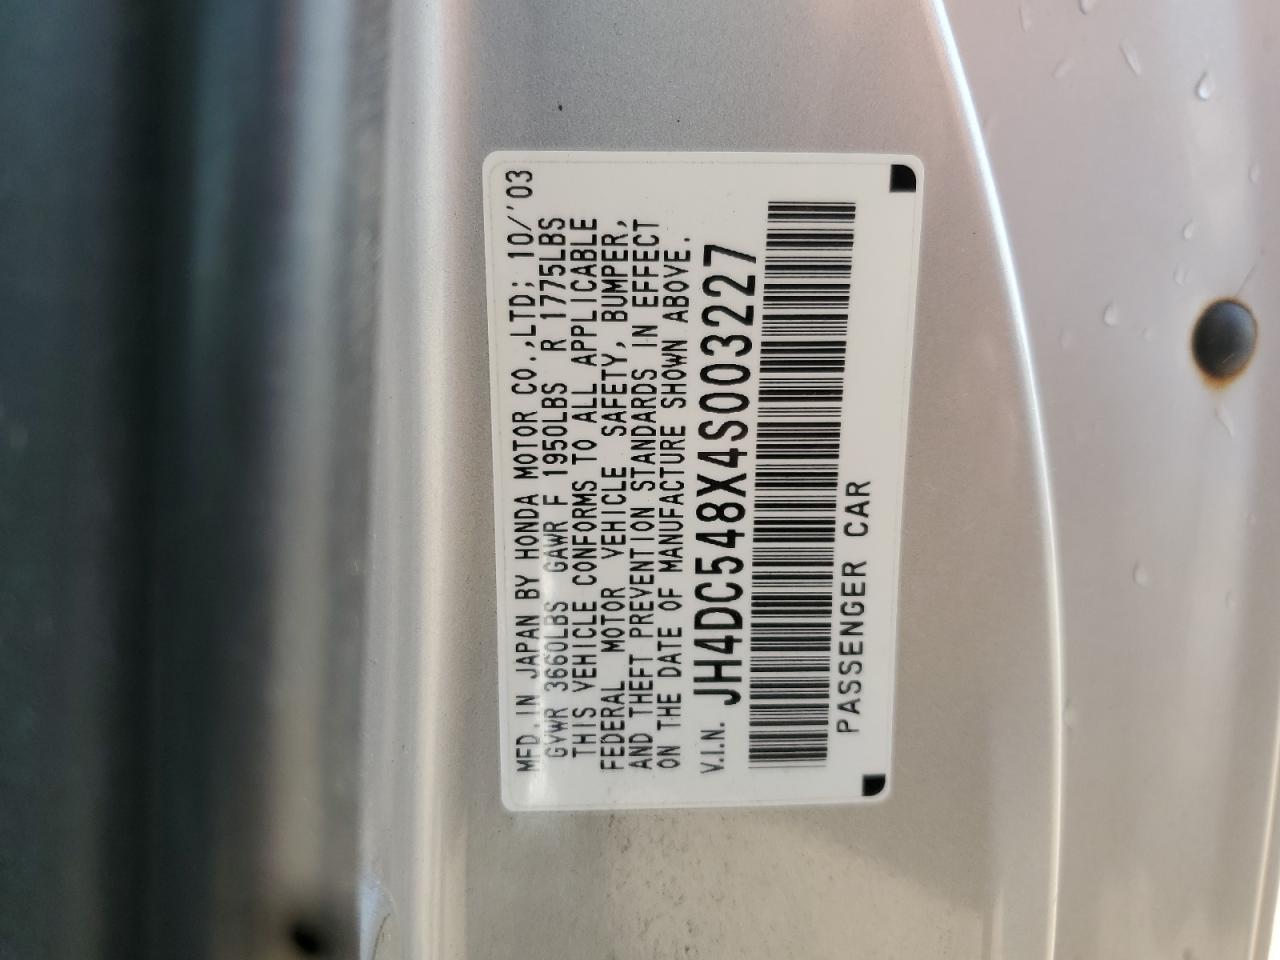 MFD. IN JAPAN BY HONDA MOTOR CO.,LTD; 10/'03
GVWR 3660LBS GAWR F 1950LBS R 1775LBS
THIS VEHICLE CONFORMS TO ALL APPLICABLE
FEDERAL MOTOR VEHICLE SAFETY, BUMPER,
AND THEFT PREVENTION STANDARDS IN EFFECT
ON THE DATE OF MANUFACTURE SHOWN ABOVE.
V.I.N. JH4DC548X4S003227
PASSENGER CAR